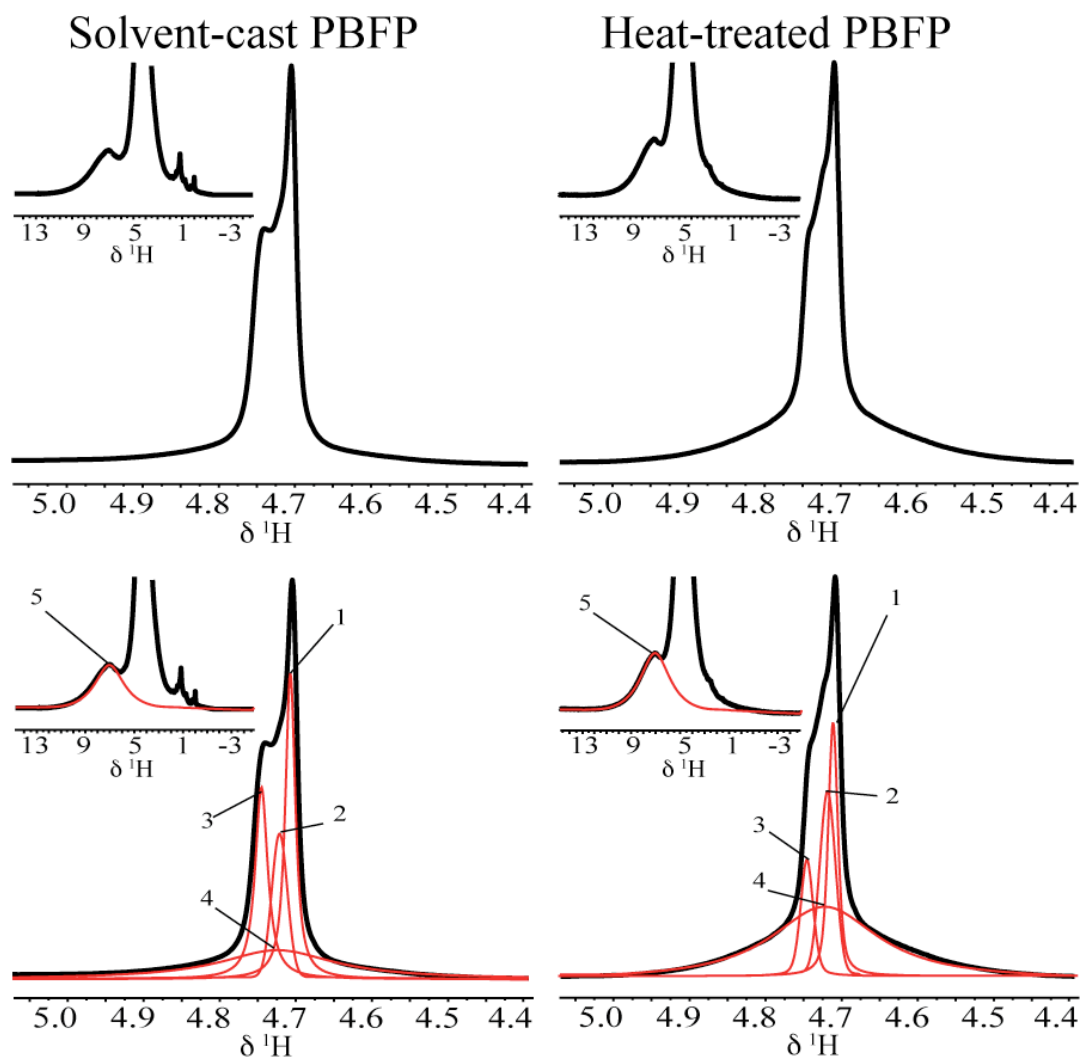 Solvent-cast PBFP
Heat-treated PBFP
13 9 5 1 -3
δ ¹H
13 9 5 1 -3
δ ¹H
5.0 4.9 4.8 4.7 4.6 4.5 4.4
δ ¹H
5.0 4.9 4.8 4.7 4.6 4.5 4.4
δ ¹H
5
1
3
2
4
13 9 5 1 -3
δ ¹H
5.0 4.9 4.8 4.7 4.6 4.5 4.4
δ ¹H
5
1
2
3
4
13 9 5 1 -3
δ ¹H
5.0 4.9 4.8 4.7 4.6 4.5 4.4
δ ¹H